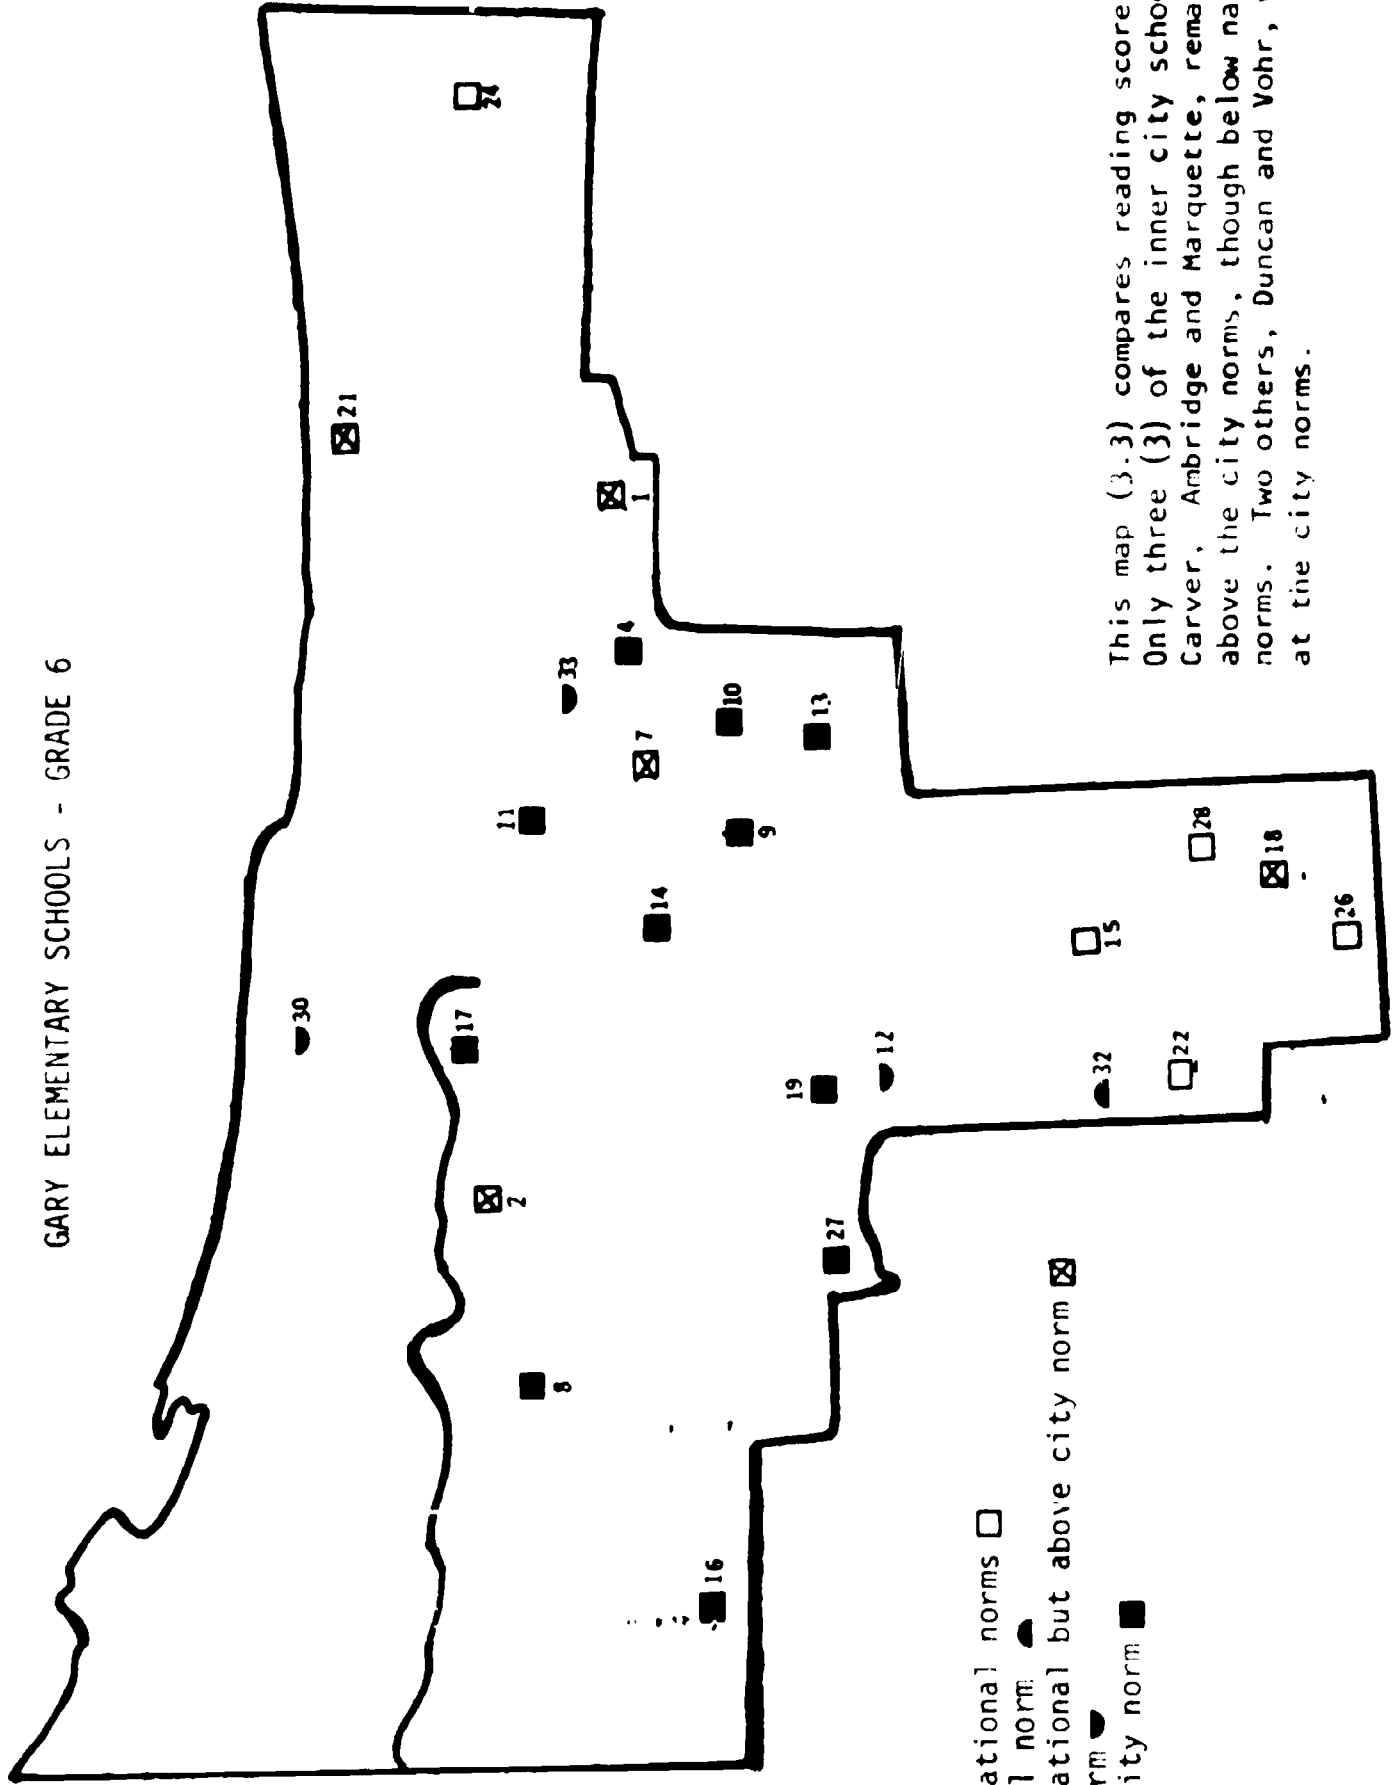 GARY ELEMENTARY SCHOOLS - GRADE 6
30
21
17
24
11
2
8
33
4
1
7
14
16
10
9
19
13
27
12
32
15
22
28
18
26
ational norms
l norm
ational but above city norm
rm
ity norm
This map (3.3) compares reading score
Only three (3) of the inner city schoo
Carver, Ambridge and Marquette, rema
above the city norms, though below na
norms. Two others, Duncan and Vohr,
at the city norms.